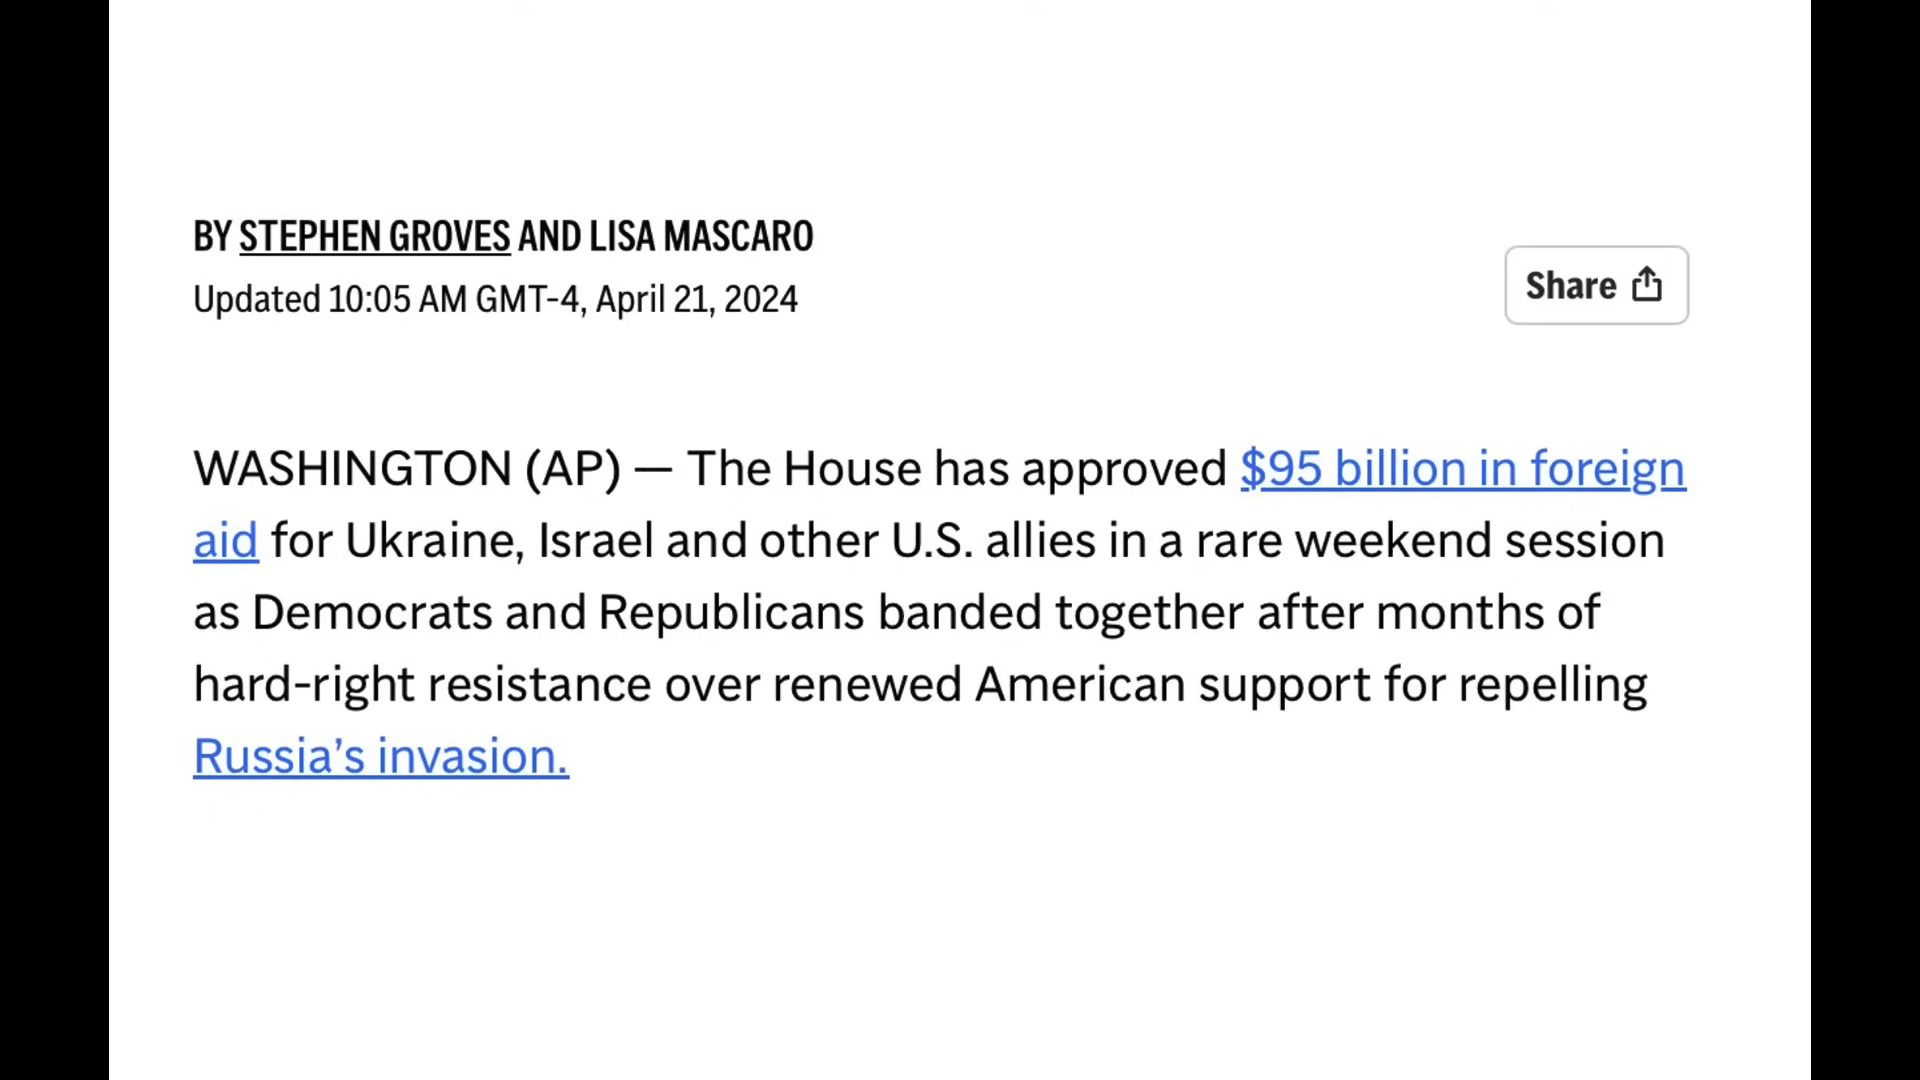 BY STEPHEN GROVES AND LISA MASCARO
Updated 10:05 AM GMT-4, April 21, 2024
Share
WASHINGTON (AP) — The House has approved $95 billion in foreign
aid for Ukraine, Israel and other U.S. allies in a rare weekend session
as Democrats and Republicans banded together after months of
hard-right resistance over renewed American support for repelling
Russia’s invasion.